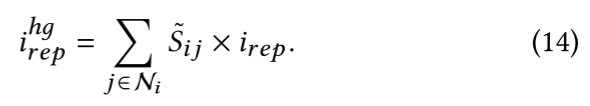 $i_{rep}^{hg} = \sum_{j \in \mathcal{N}_i} \tilde{S}_{ij} \times i_{rep}.$ (14)